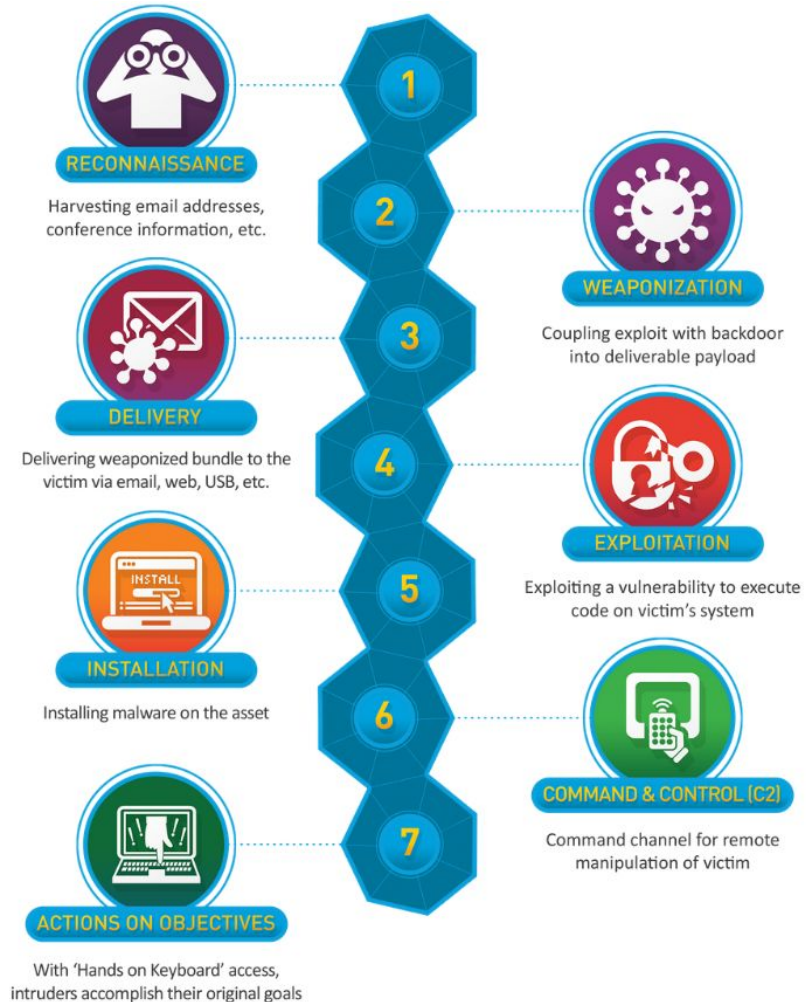 1
RECONNAISSANCE
Harvesting email addresses,
conference information, etc.
2
WEAPONIZATION
Coupling exploit with backdoor
into deliverable payload
3
DELIVERY
Delivering weaponized bundle to the
victim via email, web, USB, etc.
4
EXPLOITATION
Exploiting a vulnerability to execute
code on victim's system
5
INSTALL
INSTALLATION
Installing malware on the asset
6
COMMAND & CONTROL (C2)
Command channel for remote
manipulation of victim
7
ACTIONS ON OBJECTIVES
With ‘Hands on Keyboard’ access,
intruders accomplish their original goals